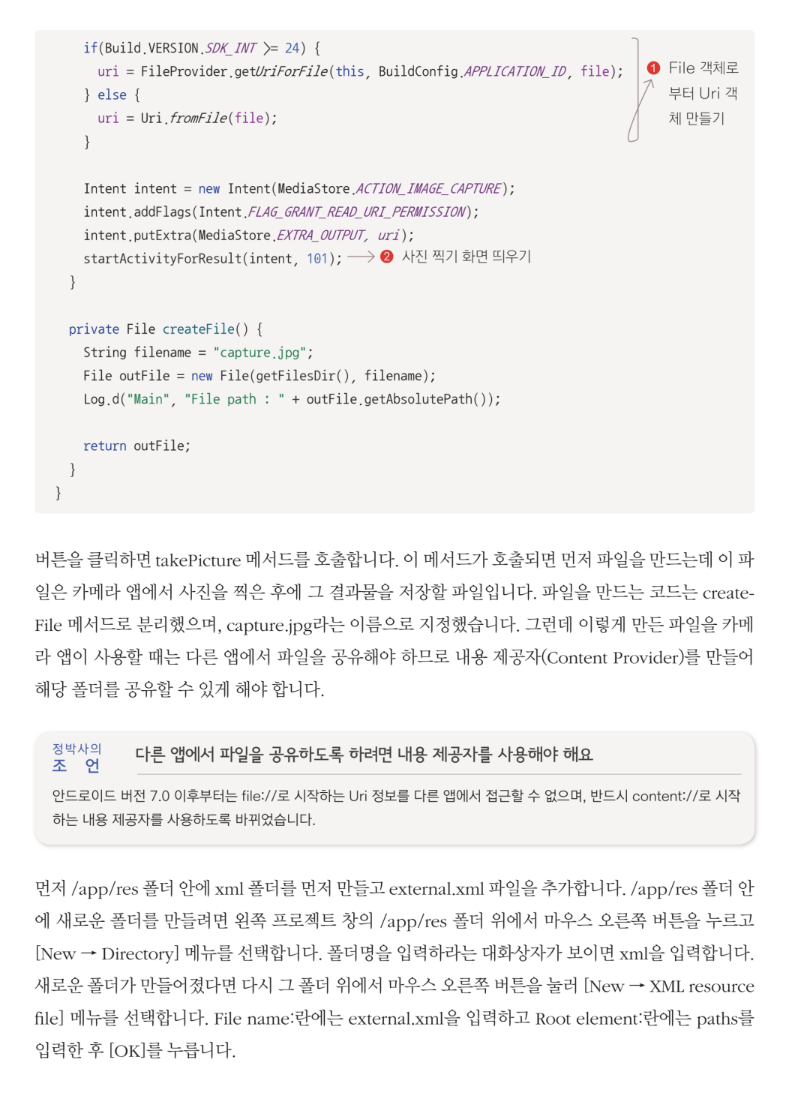 if(Build.VERSION.SDK_INT >= 24) {
uri = FileProvider.getUriForFile(this, BuildConfig.APPLICATION_ID, file);
} else {
uri = Uri.fromFile(file);
}
❶ File 객체로
부터 Uri 객
체 만들기
Intent intent = new Intent(MediaStore.ACTION_IMAGE_CAPTURE);
intent.addFlags(Intent.FLAG_GRANT_READ_URI_PERMISSION);
intent.putExtra(MediaStore.EXTRA_OUTPUT, uri);
startActivityForResult(intent, 101); → ❷ 사진 찍기 화면 띄우기
}
private File createFile() {
String filename = "capture.jpg";
File outFile = new File(getFilesDir(), filename);
Log.d("Main", "File path : " + outFile.getAbsolutePath());
return outFile;
}
}
버튼을 클릭하면 takePicture 메서드를 호출합니다. 이 메서드가 호출되면 먼저 파일을 만드는데 이 파
일은 카메라 앱에서 사진을 찍은 후에 그 결과물을 저장할 파일입니다. 파일을 만드는 코드는 create-
File 메서드로 분리했으며, capture.jpg라는 이름으로 지정했습니다. 그런데 이렇게 만든 파일을 카메
라 앱이 사용할 때는 다른 앱에서 파일을 공유해야 하므로 내용 제공자(Content Provider)를 만들어
해당 폴더를 공유할 수 있게 해야 합니다.
정박사의
조 언
다른 앱에서 파일을 공유하도록 하려면 내용 제공자를 사용해야 해요
안드로이드 버전 7.0 이후부터는 file://로 시작하는 Uri 정보를 다른 앱에서 접근할 수 없으며, 반드시 content://로 시작
하는 내용 제공자를 사용하도록 바뀌었습니다.
먼저 /app/res 폴더 안에 xml 폴더를 먼저 만들고 external.xml 파일을 추가합니다. /app/res 폴더 안
에 새로운 폴더를 만들려면 왼쪽 프로젝트 창의 /app/res 폴더 위에서 마우스 오른쪽 버튼을 누르고
[New → Directory] 메뉴를 선택합니다. 폴더명을 입력하라는 대화상자가 보이면 xml을 입력합니다.
새로운 폴더가 만들어졌다면 다시 그 폴더 위에서 마우스 오른쪽 버튼을 눌러 [New → XML resource
file] 메뉴를 선택합니다. File name:란에는 external.xml을 입력하고 Root element:란에는 paths를
입력한 후 [OK]를 누릅니다.